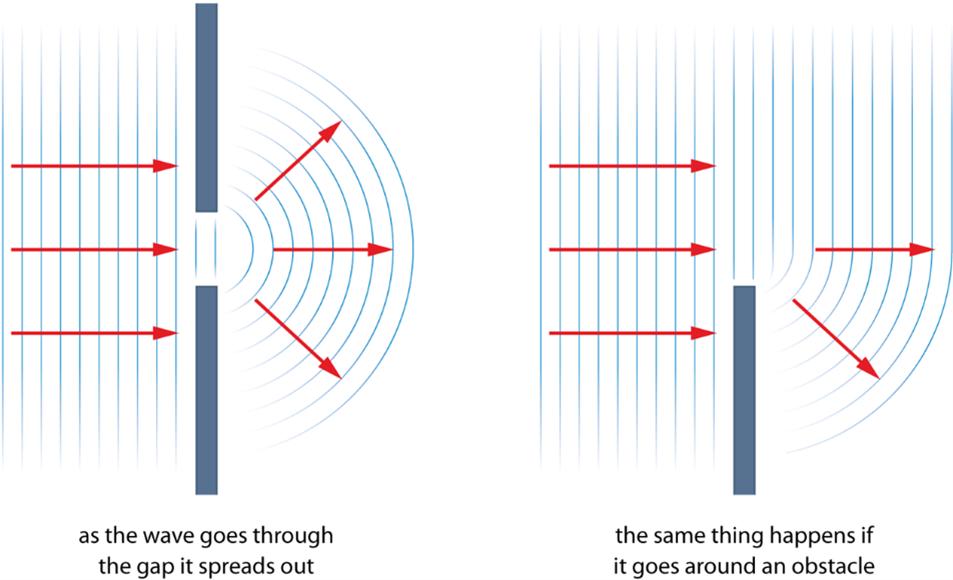 as the wave goes through
the gap it spreads out
the same thing happens if
it goes around an obstacle